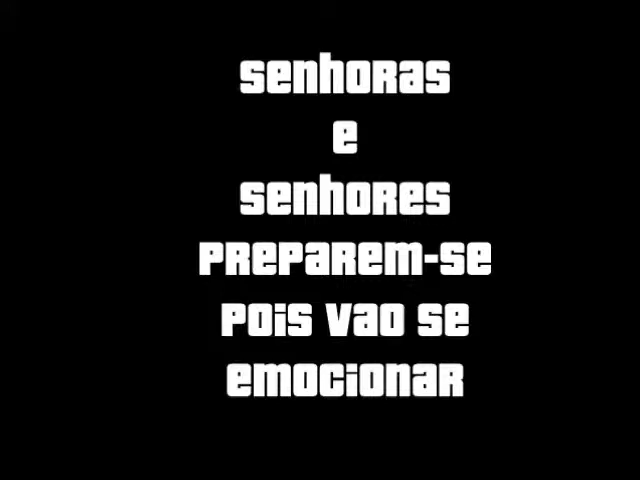 SENHORAS
E
SENHORES
PREPAREM-SE
POIS VAO SE
EMOCIONAR